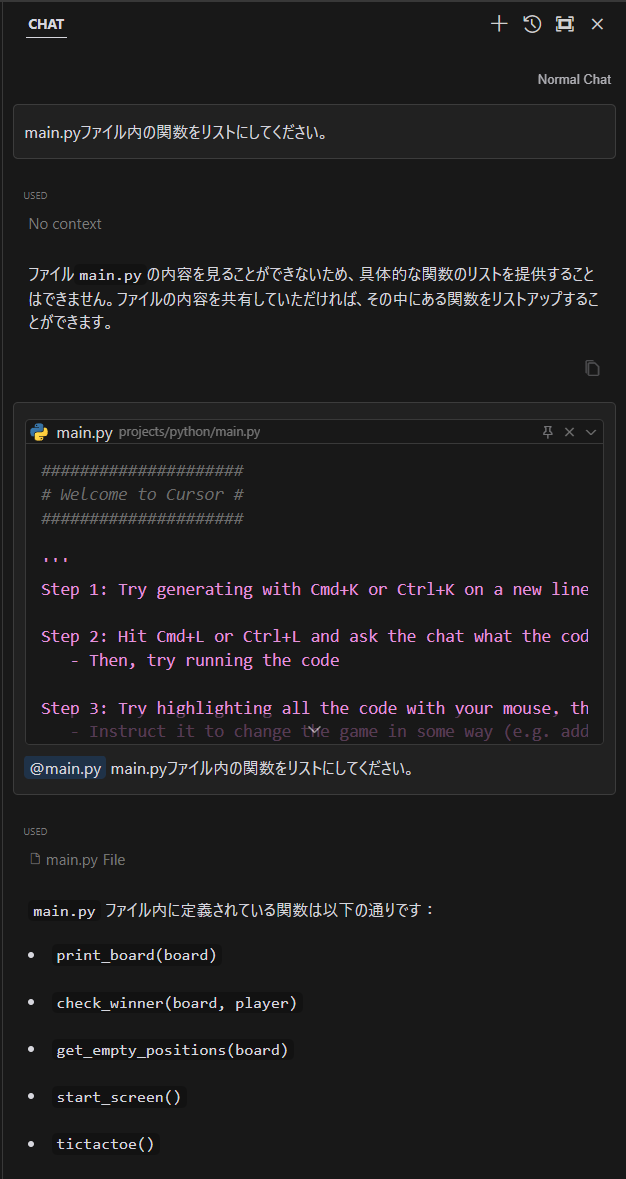 CHAT
Normal Chat
main.pyファイル内の関数をリストにしてください。
USED
No context
ファイル main.py の内容を見ることができないため、具体的な関数のリストを提供すること
はできません。ファイルの内容を共有していただければ、その中にある関数をリストアップするこ
とができます。
main.py projects/python/main.py
#####################
# Welcome to Cursor #
#####################
'''
Step 1: Try generating with Cmd+K or Ctrl+K on a new line
Step 2: Hit Cmd+L or Ctrl+L and ask the chat what the cod
- Then, try running the code
Step 3: Try highlighting all the code with your mouse, th
- Instruct it to change the game in some way (e.g. add
@main.py main.pyファイル内の関数をリストにしてください。
USED
main.py File
main.py ファイル内に定義されている関数は以下の通りです：
• print_board(board)
• check_winner(board, player)
• get_empty_positions(board)
• start_screen()
• tictactoe()